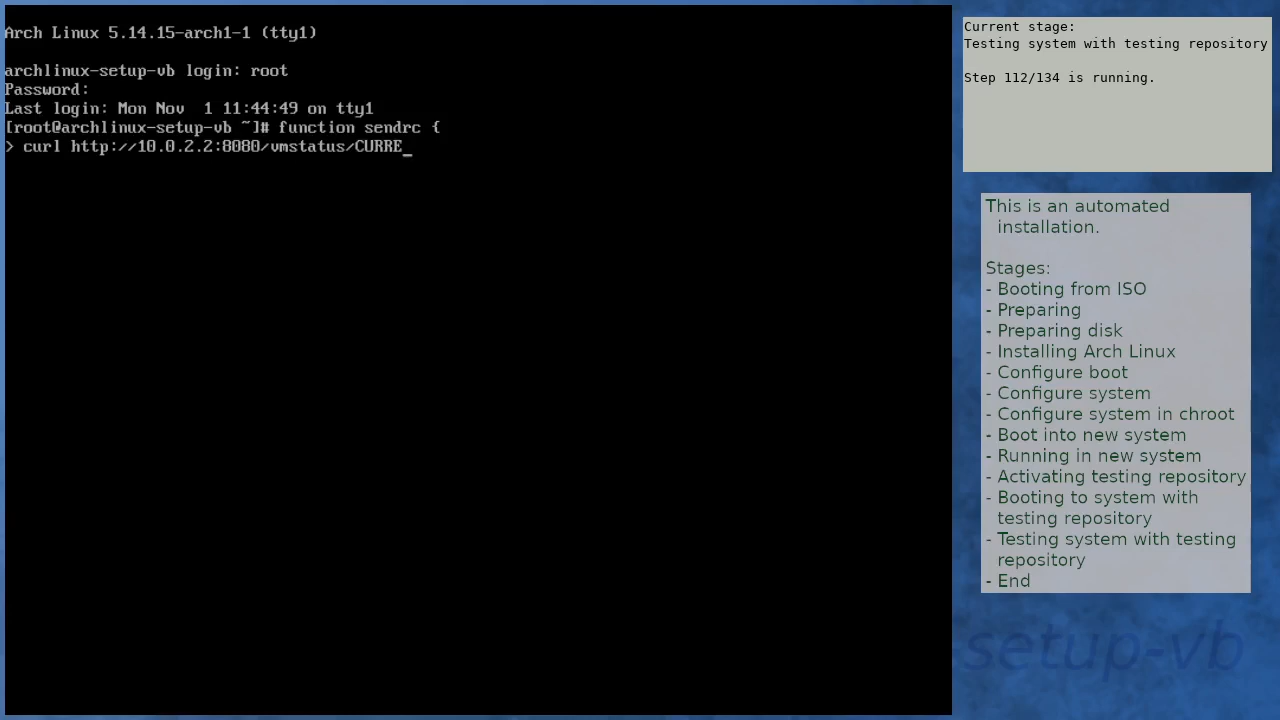 Arch Linux 5.14.15-arch1-1 (tty1)
archlinux-setup-vb login: root
Password:
Last login: Mon Nov  1 11:44:49 on tty1
[root@archlinux-setup-vb ~]# function sendrc {
> curl http://10.0.2.2:8080/vmstatus/CURRE_
Current stage:
Testing system with testing repository
Step 112/134 is running.
This is an automated
installation.
Stages:
- Booting from ISO
- Preparing
- Preparing disk
- Installing Arch Linux
- Configure boot
- Configure system
- Configure system in chroot
- Boot into new system
- Running in new system
- Activating testing repository
- Booting to system with
testing repository
- Testing system with testing
repository
- End
setup-vb